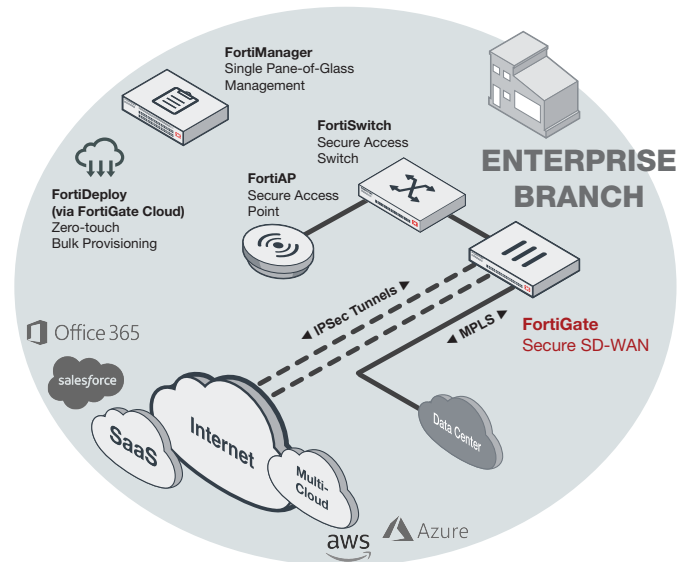 FortiManager
Single Pane-of-Glass
Management
FortiSwitch
Secure Access
Switch
ENTERPRISE
BRANCH
FortiAP
Secure Access
Point
FortiDeploy
(via FortiGate Cloud)
Zero-touch
Bulk Provisioning
IPSec Tunnels
MPLS
FortiGate
Secure SD-WAN
Office 365
salesforce
SaaS
Internet
Multi-
Cloud
Data Center
aws
Azure